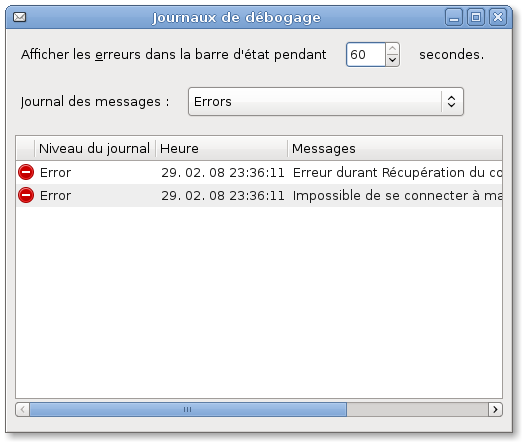 Journaux de débogage
Afficher les erreurs dans la barre d'état pendant 60 secondes.
Journal des messages : Errors
Niveau du journal Heure Messages
Error 29. 02. 08 23:36:11 Erreur durant Récupération du co
Error 29. 02. 08 23:36:11 Impossible de se connecter à ma